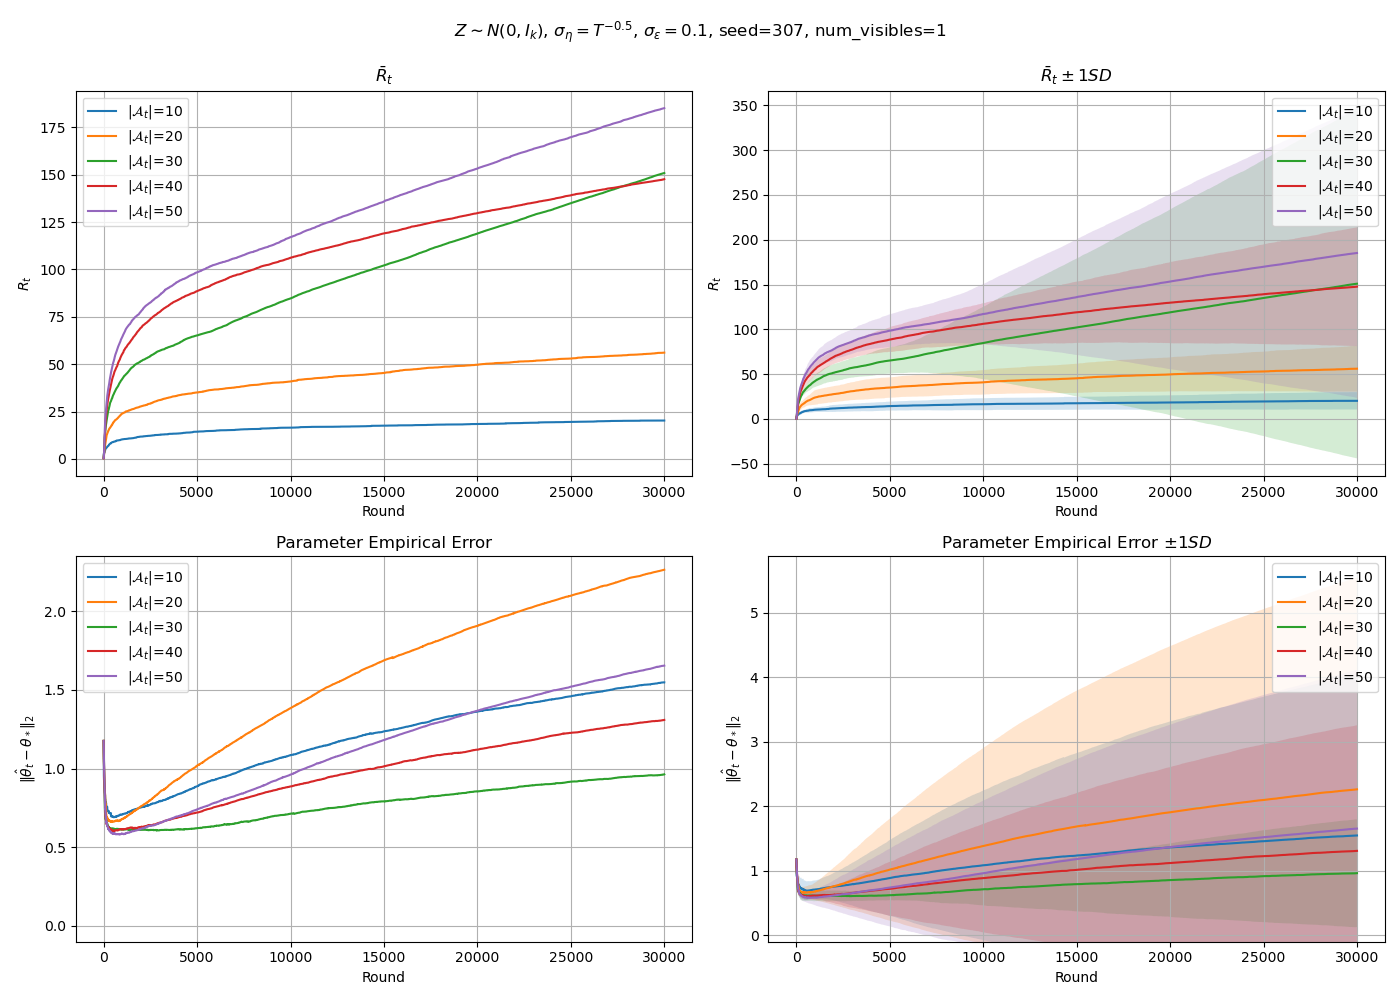 Z ∼ N(0, I_k), σ_η = T^{−0.5}, σ_ε = 0.1, seed=307, num_visibles=1
R̄_t
R_t
175
150
125
100
75
50
25
0
|𝒜_t|=10
|𝒜_t|=20
|𝒜_t|=30
|𝒜_t|=40
|𝒜_t|=50
0 5000 10000 15000 20000 25000 30000
Round
R̄_t ± 1SD
R_t
350
300
250
200
150
100
50
0
−50
|𝒜_t|=10
|𝒜_t|=20
|𝒜_t|=30
|𝒜_t|=40
|𝒜_t|=50
0 5000 10000 15000 20000 25000 30000
Round
Parameter Empirical Error
‖θ̂_t − θ_*‖_2
2.0
1.5
1.0
0.5
0.0
|𝒜_t|=10
|𝒜_t|=20
|𝒜_t|=30
|𝒜_t|=40
|𝒜_t|=50
0 5000 10000 15000 20000 25000 30000
Round
Parameter Empirical Error ±1SD
‖θ̂_t − θ_*‖_2
5
4
3
2
1
0
|𝒜_t|=10
|𝒜_t|=20
|𝒜_t|=30
|𝒜_t|=40
|𝒜_t|=50
0 5000 10000 15000 20000 25000 30000
Round